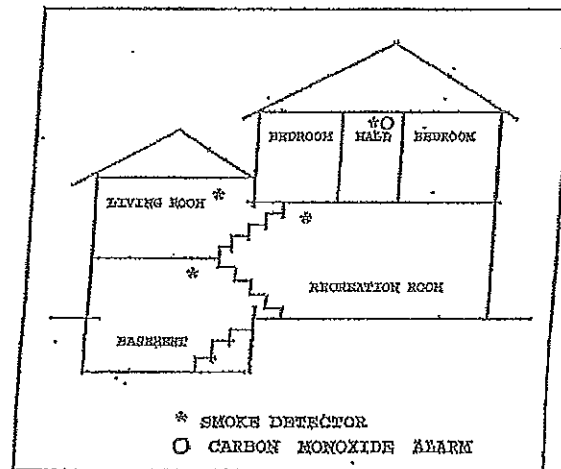 BEDROOM HALL BEDROOM
*O
LIVING ROOM *
*
*
RECREATION ROOM
BASEMENT
* SMOKE DETECTOR
O CARBON MONOXIDE ALARM